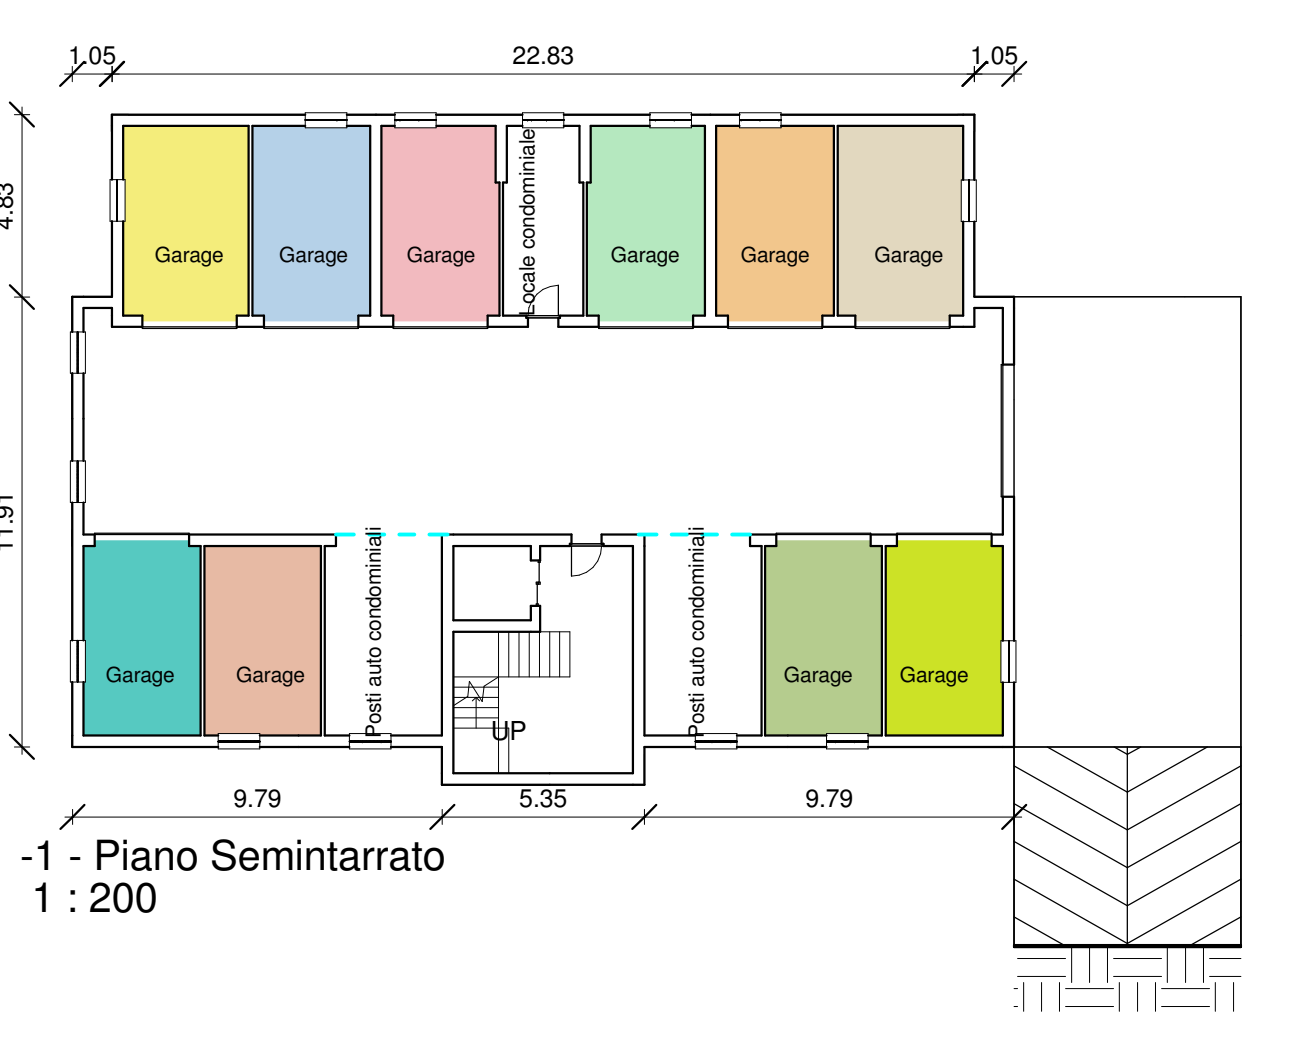 1.05
22.83
1.05
4.83
Locale condominiale
Garage
Garage
Garage
Garage
Garage
Garage
11.91
Posti auto condominiali
Posti auto condominiali
Garage
Garage
Garage
Garage
UP
9.79
5.35
9.79
-1 - Piano Semintarrato
1 : 200